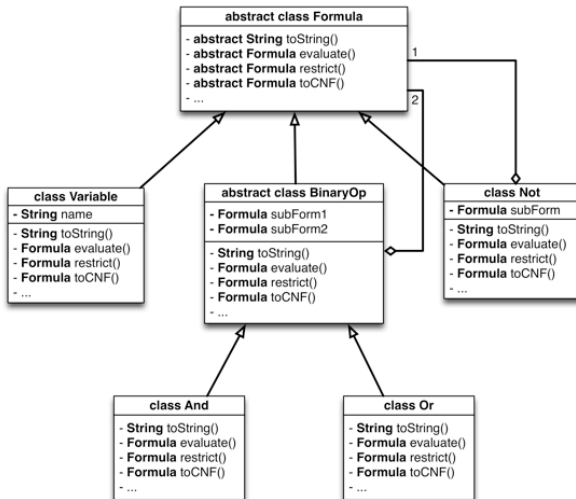 abstract class Formula
- abstract String toString()
- abstract Formula evaluate()
- abstract Formula restrict()
- abstract Formula toCNF()
- ...
1
2
class Variable
- String name
- String toString()
- Formula evaluate()
- Formula restrict()
- Formula toCNF()
- ...
abstract class BinaryOp
- Formula subForm1
- Formula subForm2
- String toString()
- Formula evaluate()
- Formula restrict()
- Formula toCNF()
- ...
class Not
- Formula subForm
- String toString()
- Formula evaluate()
- Formula restrict()
- Formula toCNF()
- ...
class And
- String toString()
- Formula evaluate()
- Formula restrict()
- Formula toCNF()
- ...
class Or
- String toString()
- Formula evaluate()
- Formula restrict()
- Formula toCNF()
- ...